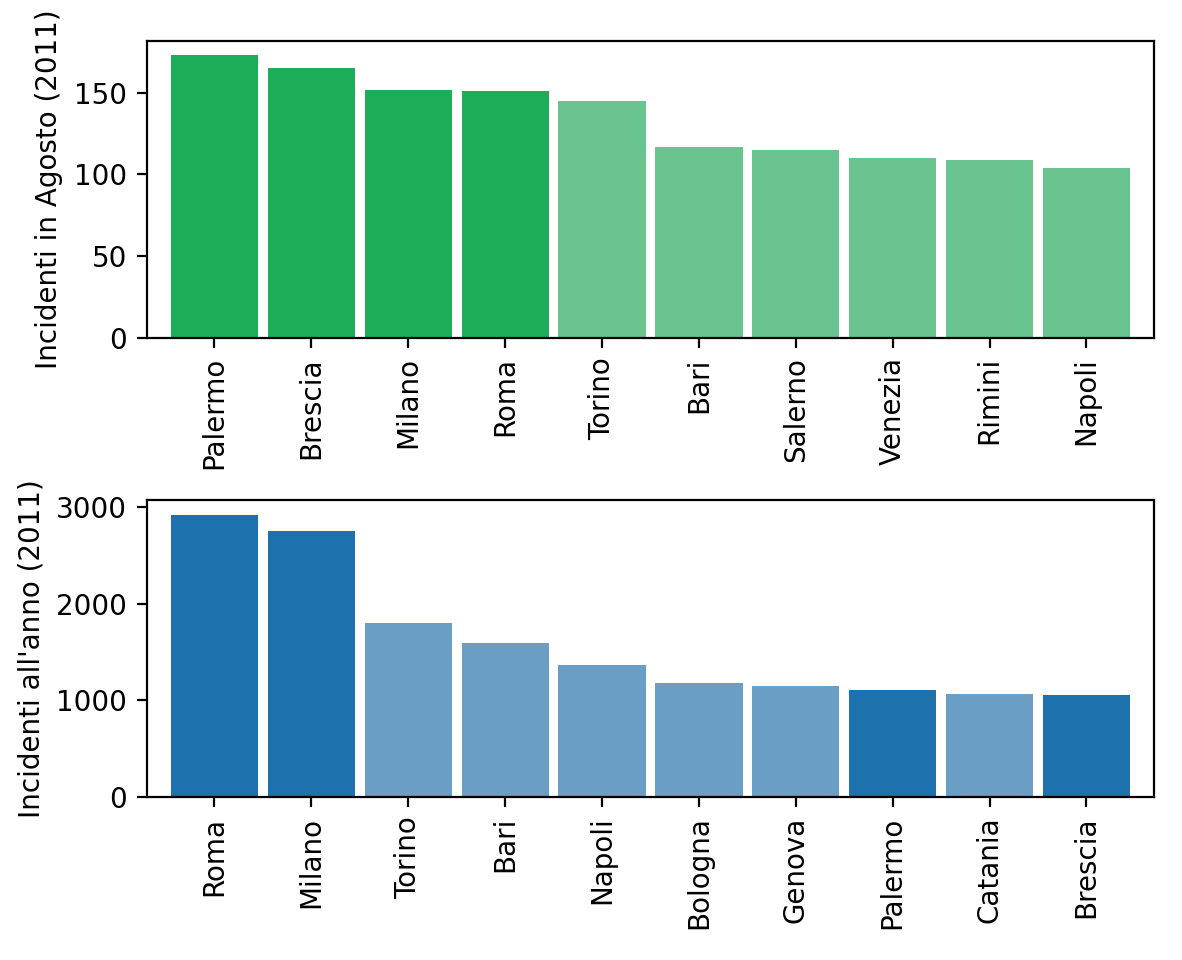 Incidenti in Agosto (2011)
150
100
50
0
Palermo
Brescia
Milano
Roma
Torino
Bari
Salerno
Venezia
Rimini
Napoli
Incidenti all'anno (2011)
3000
2000
1000
0
Roma
Milano
Torino
Bari
Napoli
Bologna
Genova
Palermo
Catania
Brescia